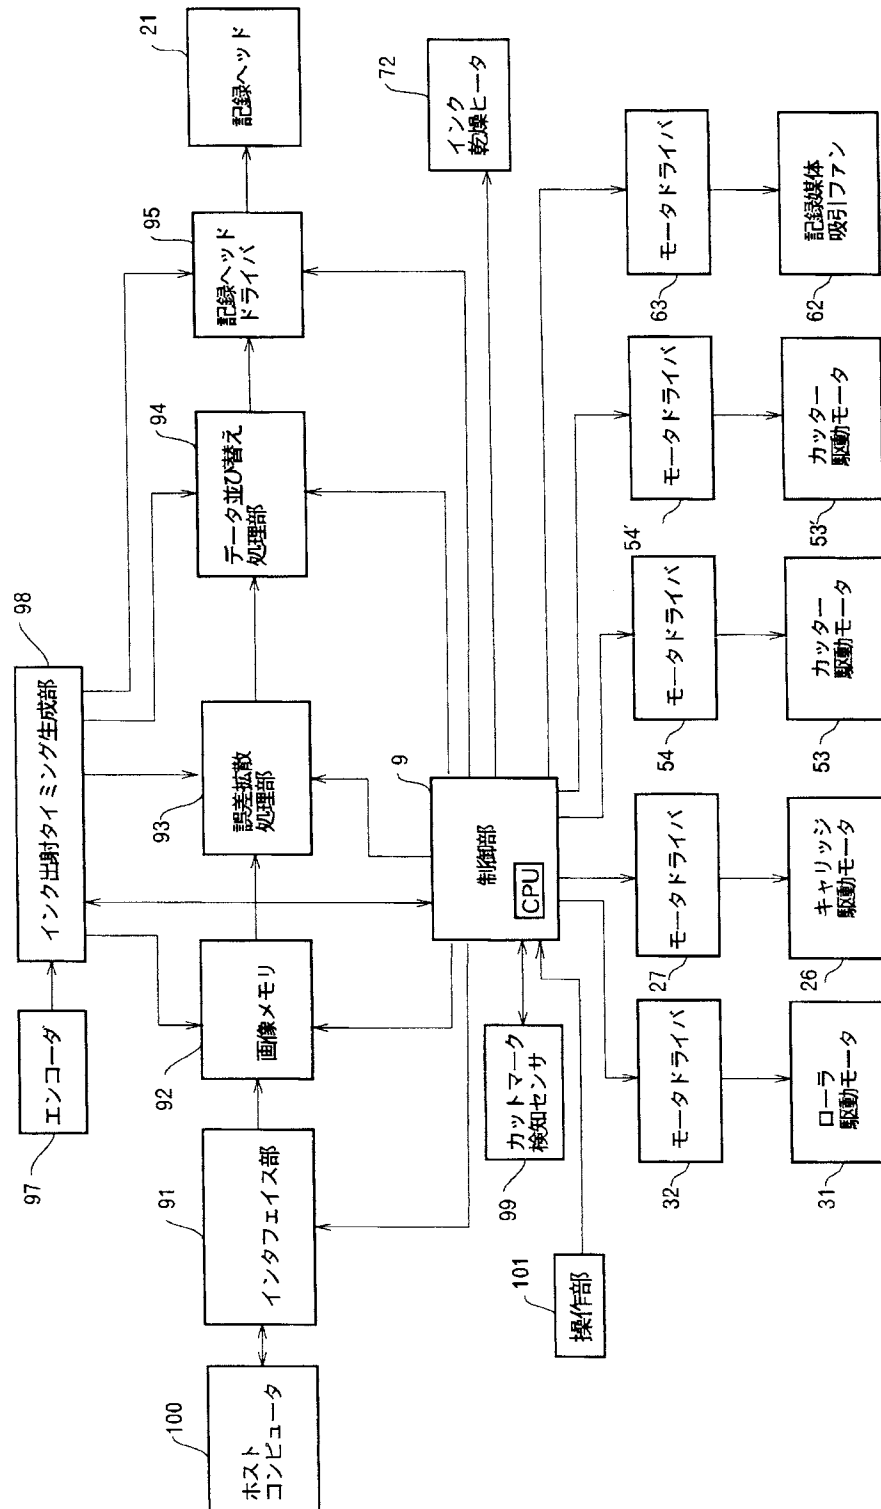 100
ホスト
コンピュータ
91
インタフェイス部
97
エンコーダ
92
画像メモリ
98
インク出射タイミング生成部
93
誤差拡散
処理部
94
データ並び替え
処理部
95
記録ヘッド
ドライバ
21
記録ヘッド
101
操作部
99
カットマーク
検知センサ
9
制御部
CPU
72
インク
乾燥ヒータ
32
モータドライバ
27
モータドライバ
54
モータドライバ
54'
モータドライバ
63
モータドライバ
31
ローラ
駆動モータ
26
キャリッジ
駆動モータ
53
カッター
駆動モータ
53'
カッター
駆動モータ
62
記録媒体
吸引ファン